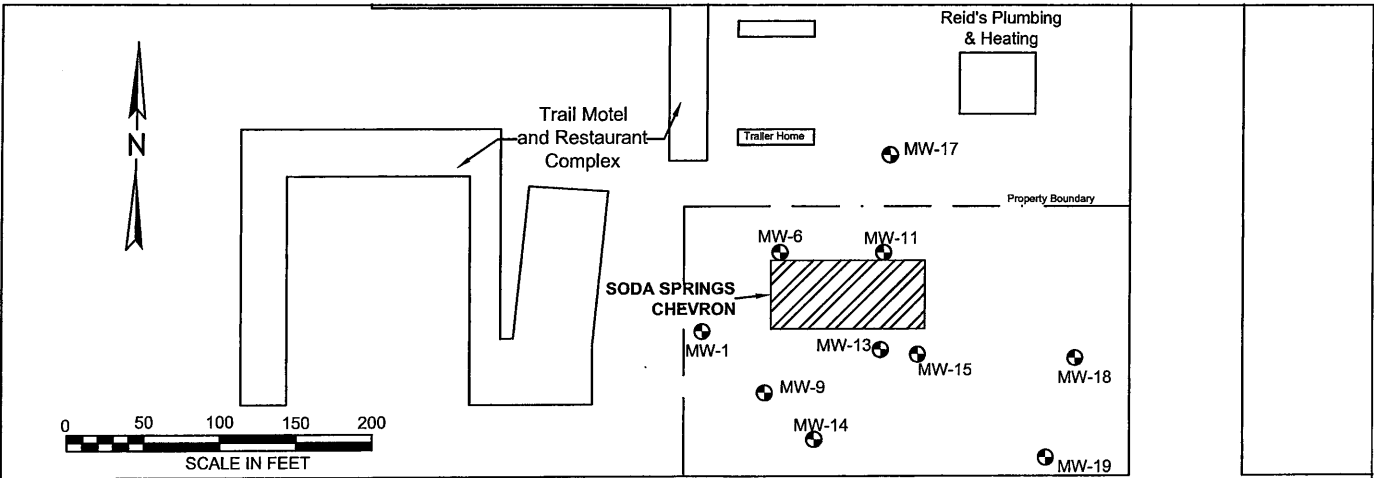 Reid's Plumbing
& Heating
N
Trail Motel
and Restaurant
Complex
Trailer Home
MW-17
Property Boundary
MW-6
MW-11
SODA SPRINGS
CHEVRON
MW-1
MW-13
MW-15
MW-18
MW-9
MW-14
MW-19
0 50 100 150 200
SCALE IN FEET